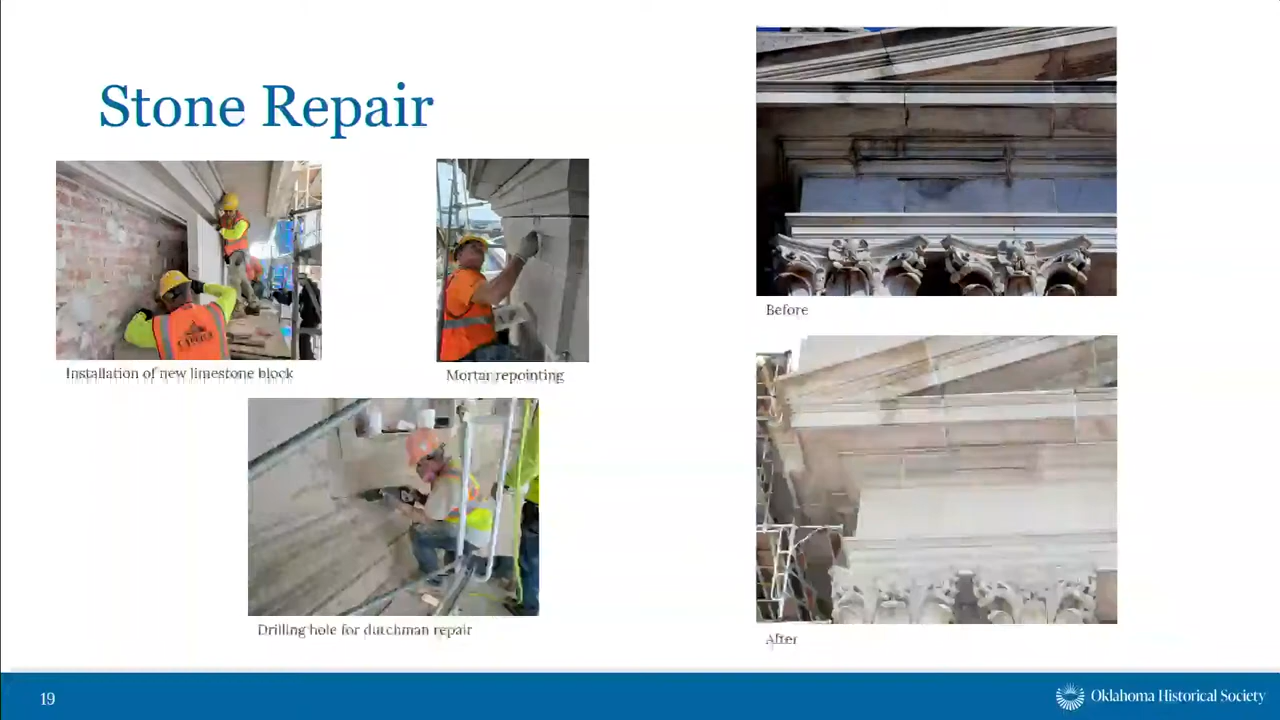 Stone Repair
Installation of new limestone block
Mortar repointing
Drilling hole for dutchman repair
Before
After
19
Oklahoma Historical Society